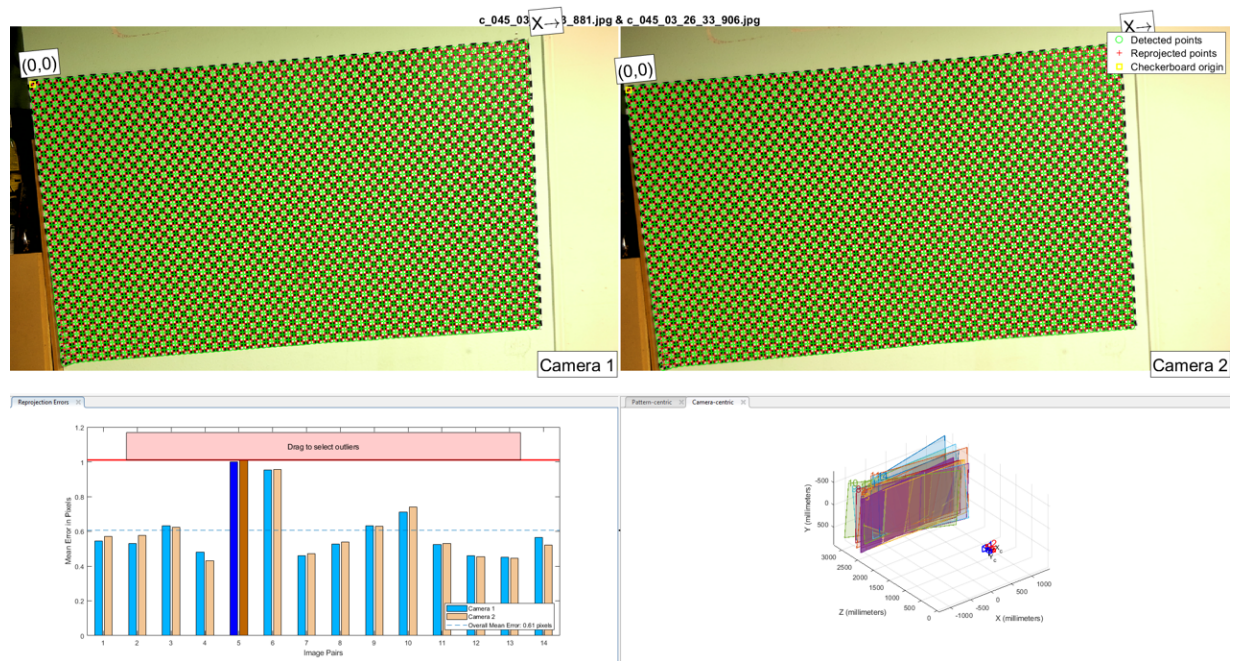 c_045_03_ 3_881.jpg & c_045_03_26_33_906.jpg
X→
X→
(0,0)
(0,0)
Detected points
Reprojected points
Checkerboard origin
Camera 1
Camera 2
Reprojection Errors
Pattern-centric
Camera-centric
1.2
1
0.8
0.6
0.4
0.2
0
Mean Error in Pixels
Drag to select outliers
Camera 1
Camera 2
Overall Mean Error: 0.61 pixels
1 2 3 4 5 6 7 8 9 10 11 12 13 14
Image Pairs
-500
0
500
Y (millimeters)
3000
2500
2000
1500
1000
500
0
Z (millimeters)
-1000
-500
0
500
1000
X (millimeters)